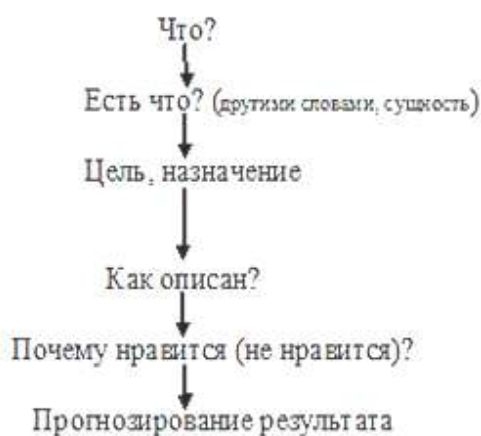 Что?
Есть что? (другими словами, сущность)
Цель, назначение
Как описан?
Почему нравится (не нравится)?
Прогнозирование результата